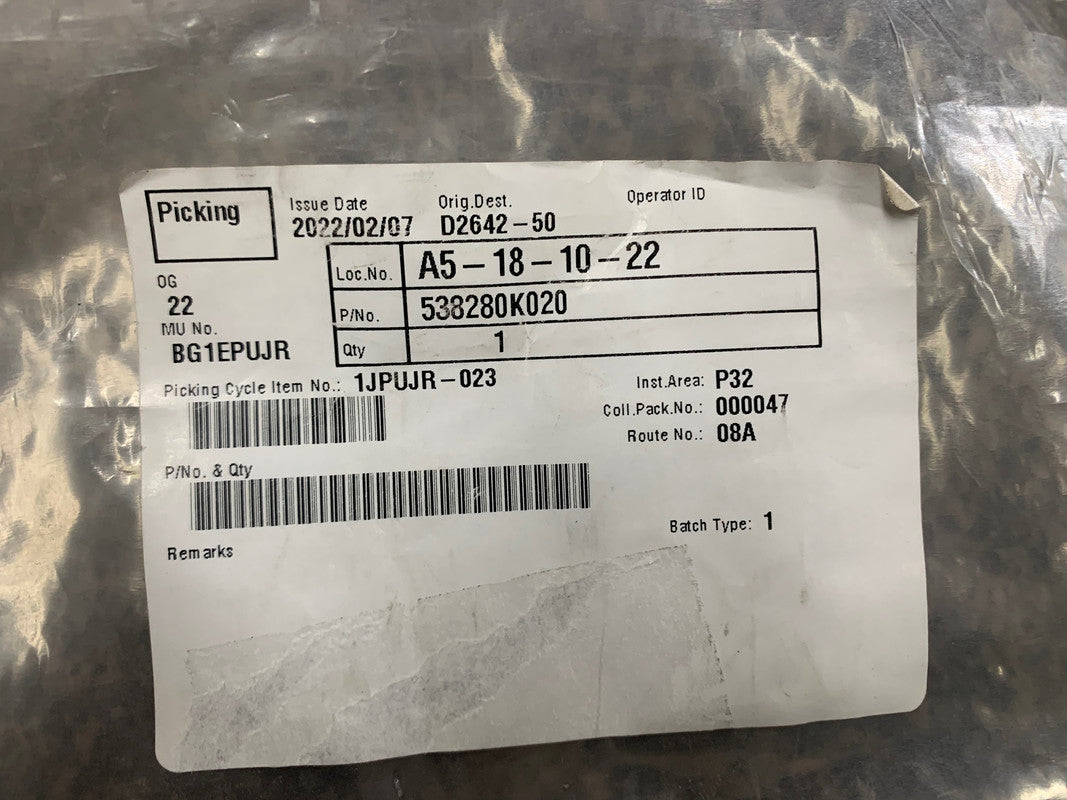 Picking
Issue Date Orig.Dest. Operator ID
2022/02/07 D2642-50
Loc.No. A5-18-10-22
OG
22
P/No. 538280K020
MU No.
BG1EPUJR
Qty 1
Picking Cycle Item No.: 1JPUJR-023
Inst.Area: P32
Coll.Pack.No.: 000047
Route No.: 08A
P/No. & Qty
Batch Type: 1
Remarks